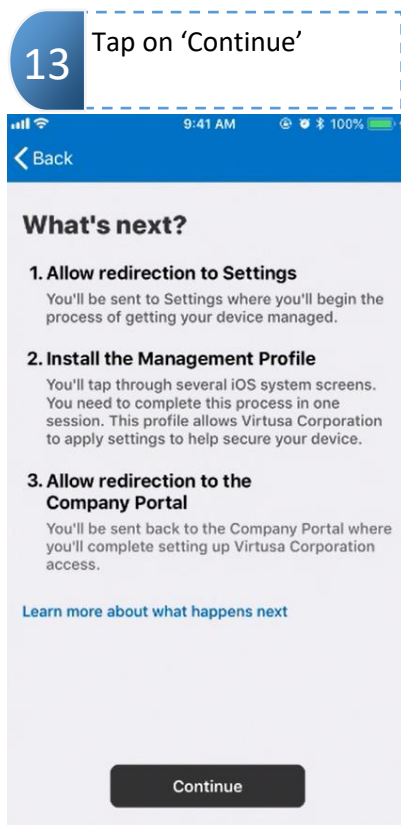 13
Tap on ‘Continue’
9:41 AM
100%
Back
What's next?
1. Allow redirection to Settings
You'll be sent to Settings where you'll begin the
process of getting your device managed.
2. Install the Management Profile
You'll tap through several iOS
system screens.
You need to complete this process in one
session. This profile allows Virtusa Corporation
to apply settings to help secure your device.
3. Allow redirection to the
Company Portal
You'll be sent back to the Company Portal where
you'll complete setting up Virtusa Corporation
access.
Learn more about what happens next
Continue